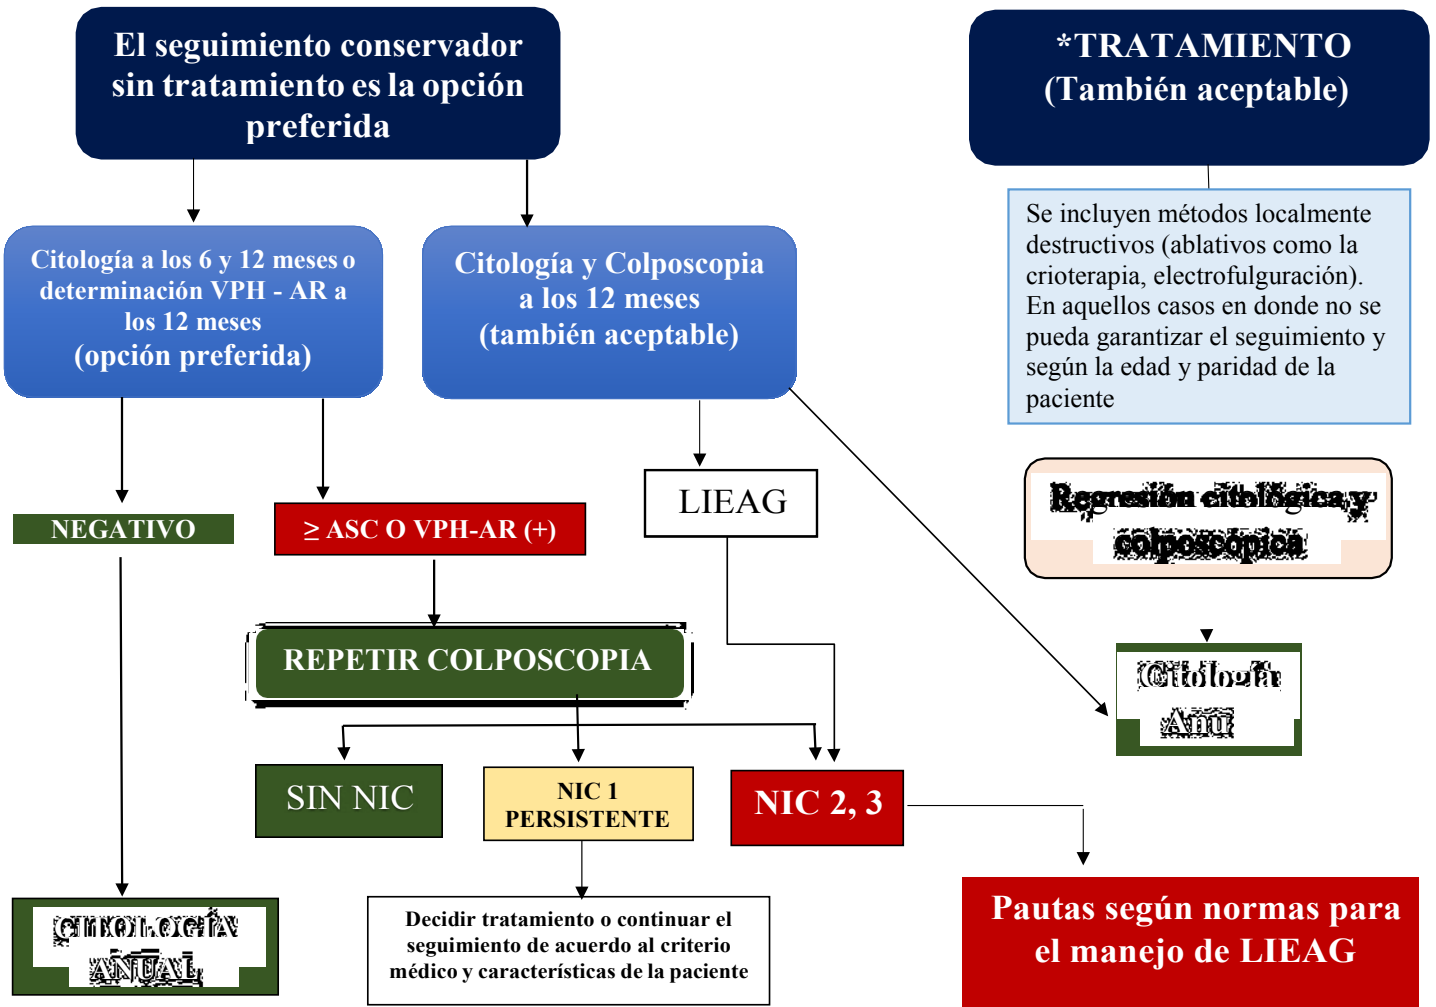 El seguimiento conservador
sin tratamiento es la opción
preferida
*TRATAMIENTO
(También aceptable)
Citología a los 6 y 12 meses o
determinación VPH - AR a
los 12 meses
(opción preferida)
Citología y Colposcopia
a los 12 meses
(también aceptable)
Se incluyen métodos localmente
destructivos (ablativos como la
crioterapia, electrofulguración).
En aquellos casos en donde no se
pueda garantizar el seguimiento y
según la edad y paridad de la
paciente
NEGATIVO
≥ ASC O VPH-AR (+)
LIEAG
Regresión citológica y
colposcópica
REPETIR COLPOSCOPIA
Citología
Anu
SIN NIC
NIC 1
PERSISTENTE
NIC 2, 3
CITOLOGÍA
ANUAL
Decidir tratamiento o continuar el
seguimiento de acuerdo al criterio
médico y características de la paciente
Pautas según normas para
el manejo de LIEAG